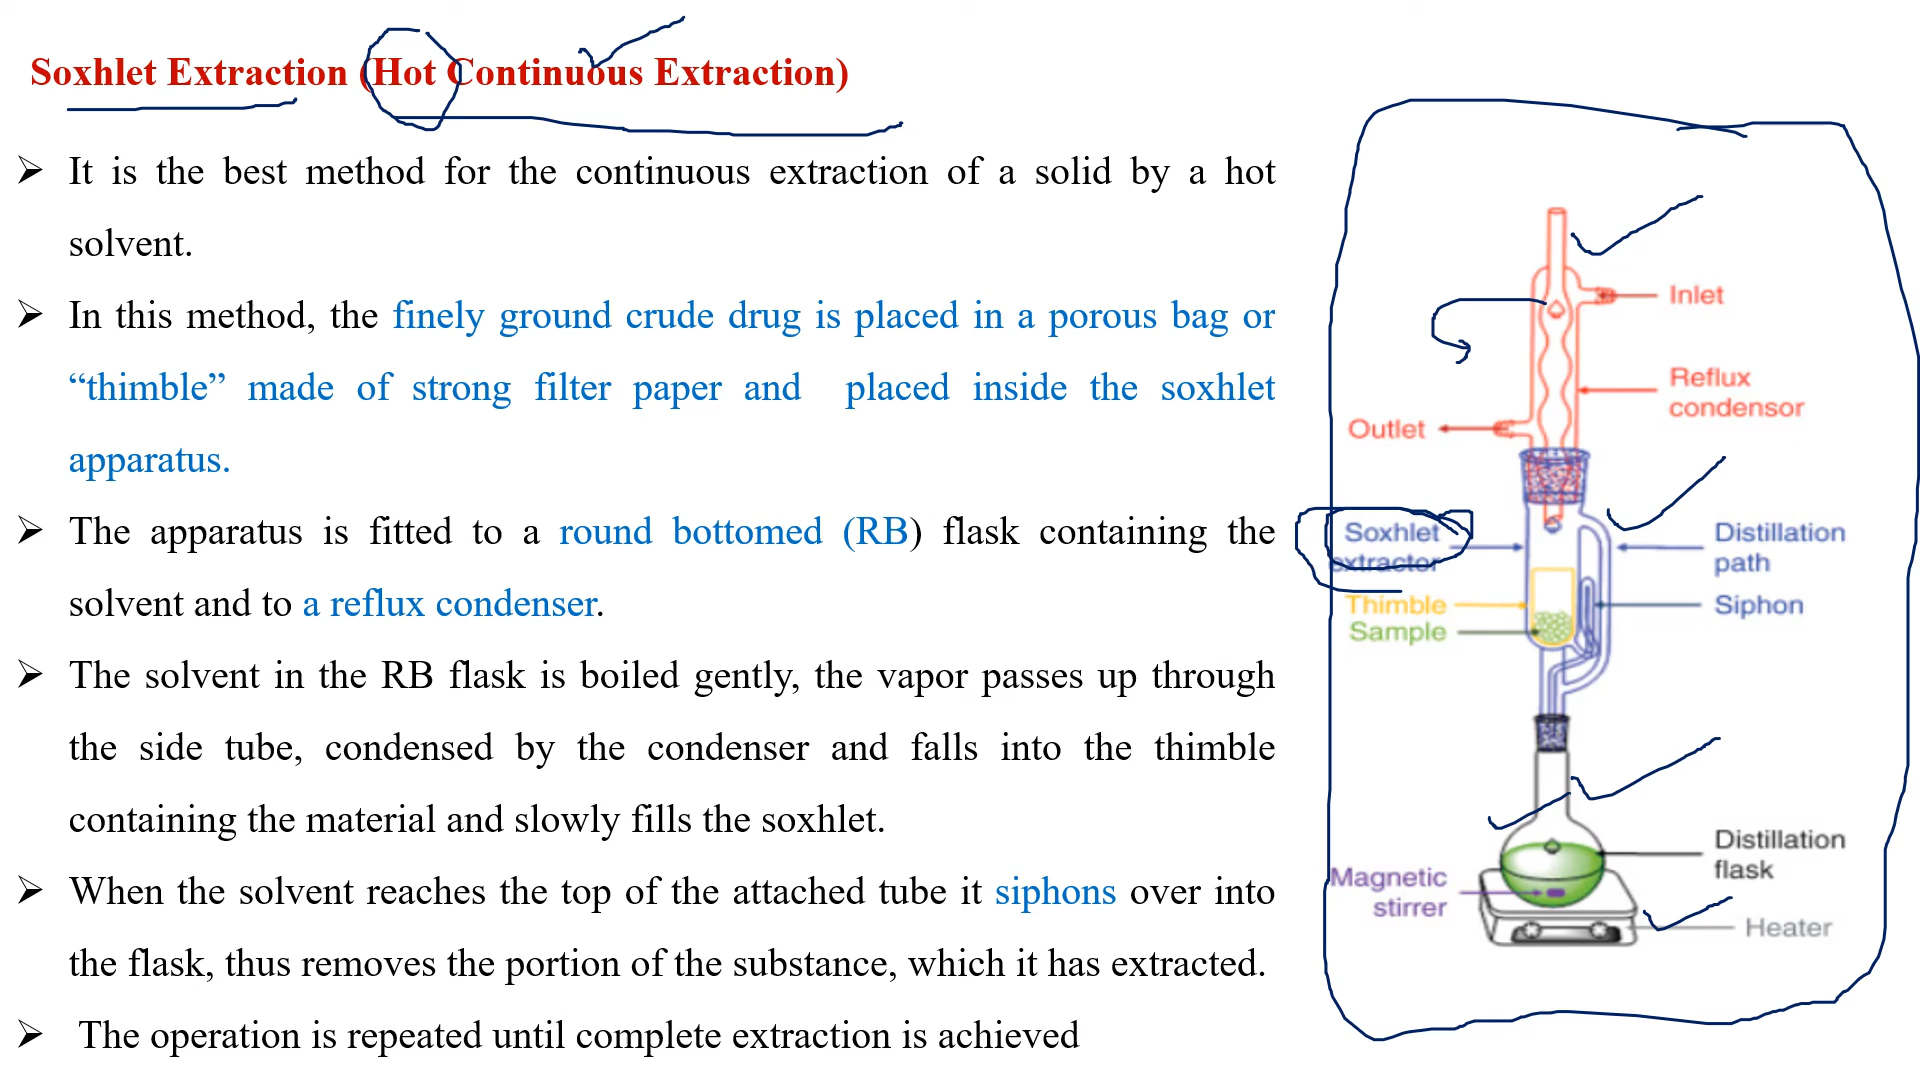 Soxhlet Extraction (Hot Continuous Extraction)
➢ It is the best method for the continuous extraction of a solid by a hot
solvent.
➢ In this method, the finely ground crude drug is placed in a porous bag or
“thimble” made of strong filter paper and placed inside the soxhlet
apparatus.
➢ The apparatus is fitted to a round bottomed (RB) flask containing the
solvent and to a reflux condenser.
➢ The solvent in the RB flask is boiled gently, the vapor passes up through
the side tube, condensed by the condenser and falls into the thimble
containing the material and slowly fills the soxhlet.
➢ When the solvent reaches the top of the attached tube it siphons over into
the flask, thus removes the portion of the substance, which it has extracted.
➢ The operation is repeated until complete extraction is achieved
Inlet
Reflux
condensor
Outlet
Soxhlet
extractor
Distillation
path
Thimble
Siphon
Sample
Distillation
flask
Magnetic
stirrer
Heater